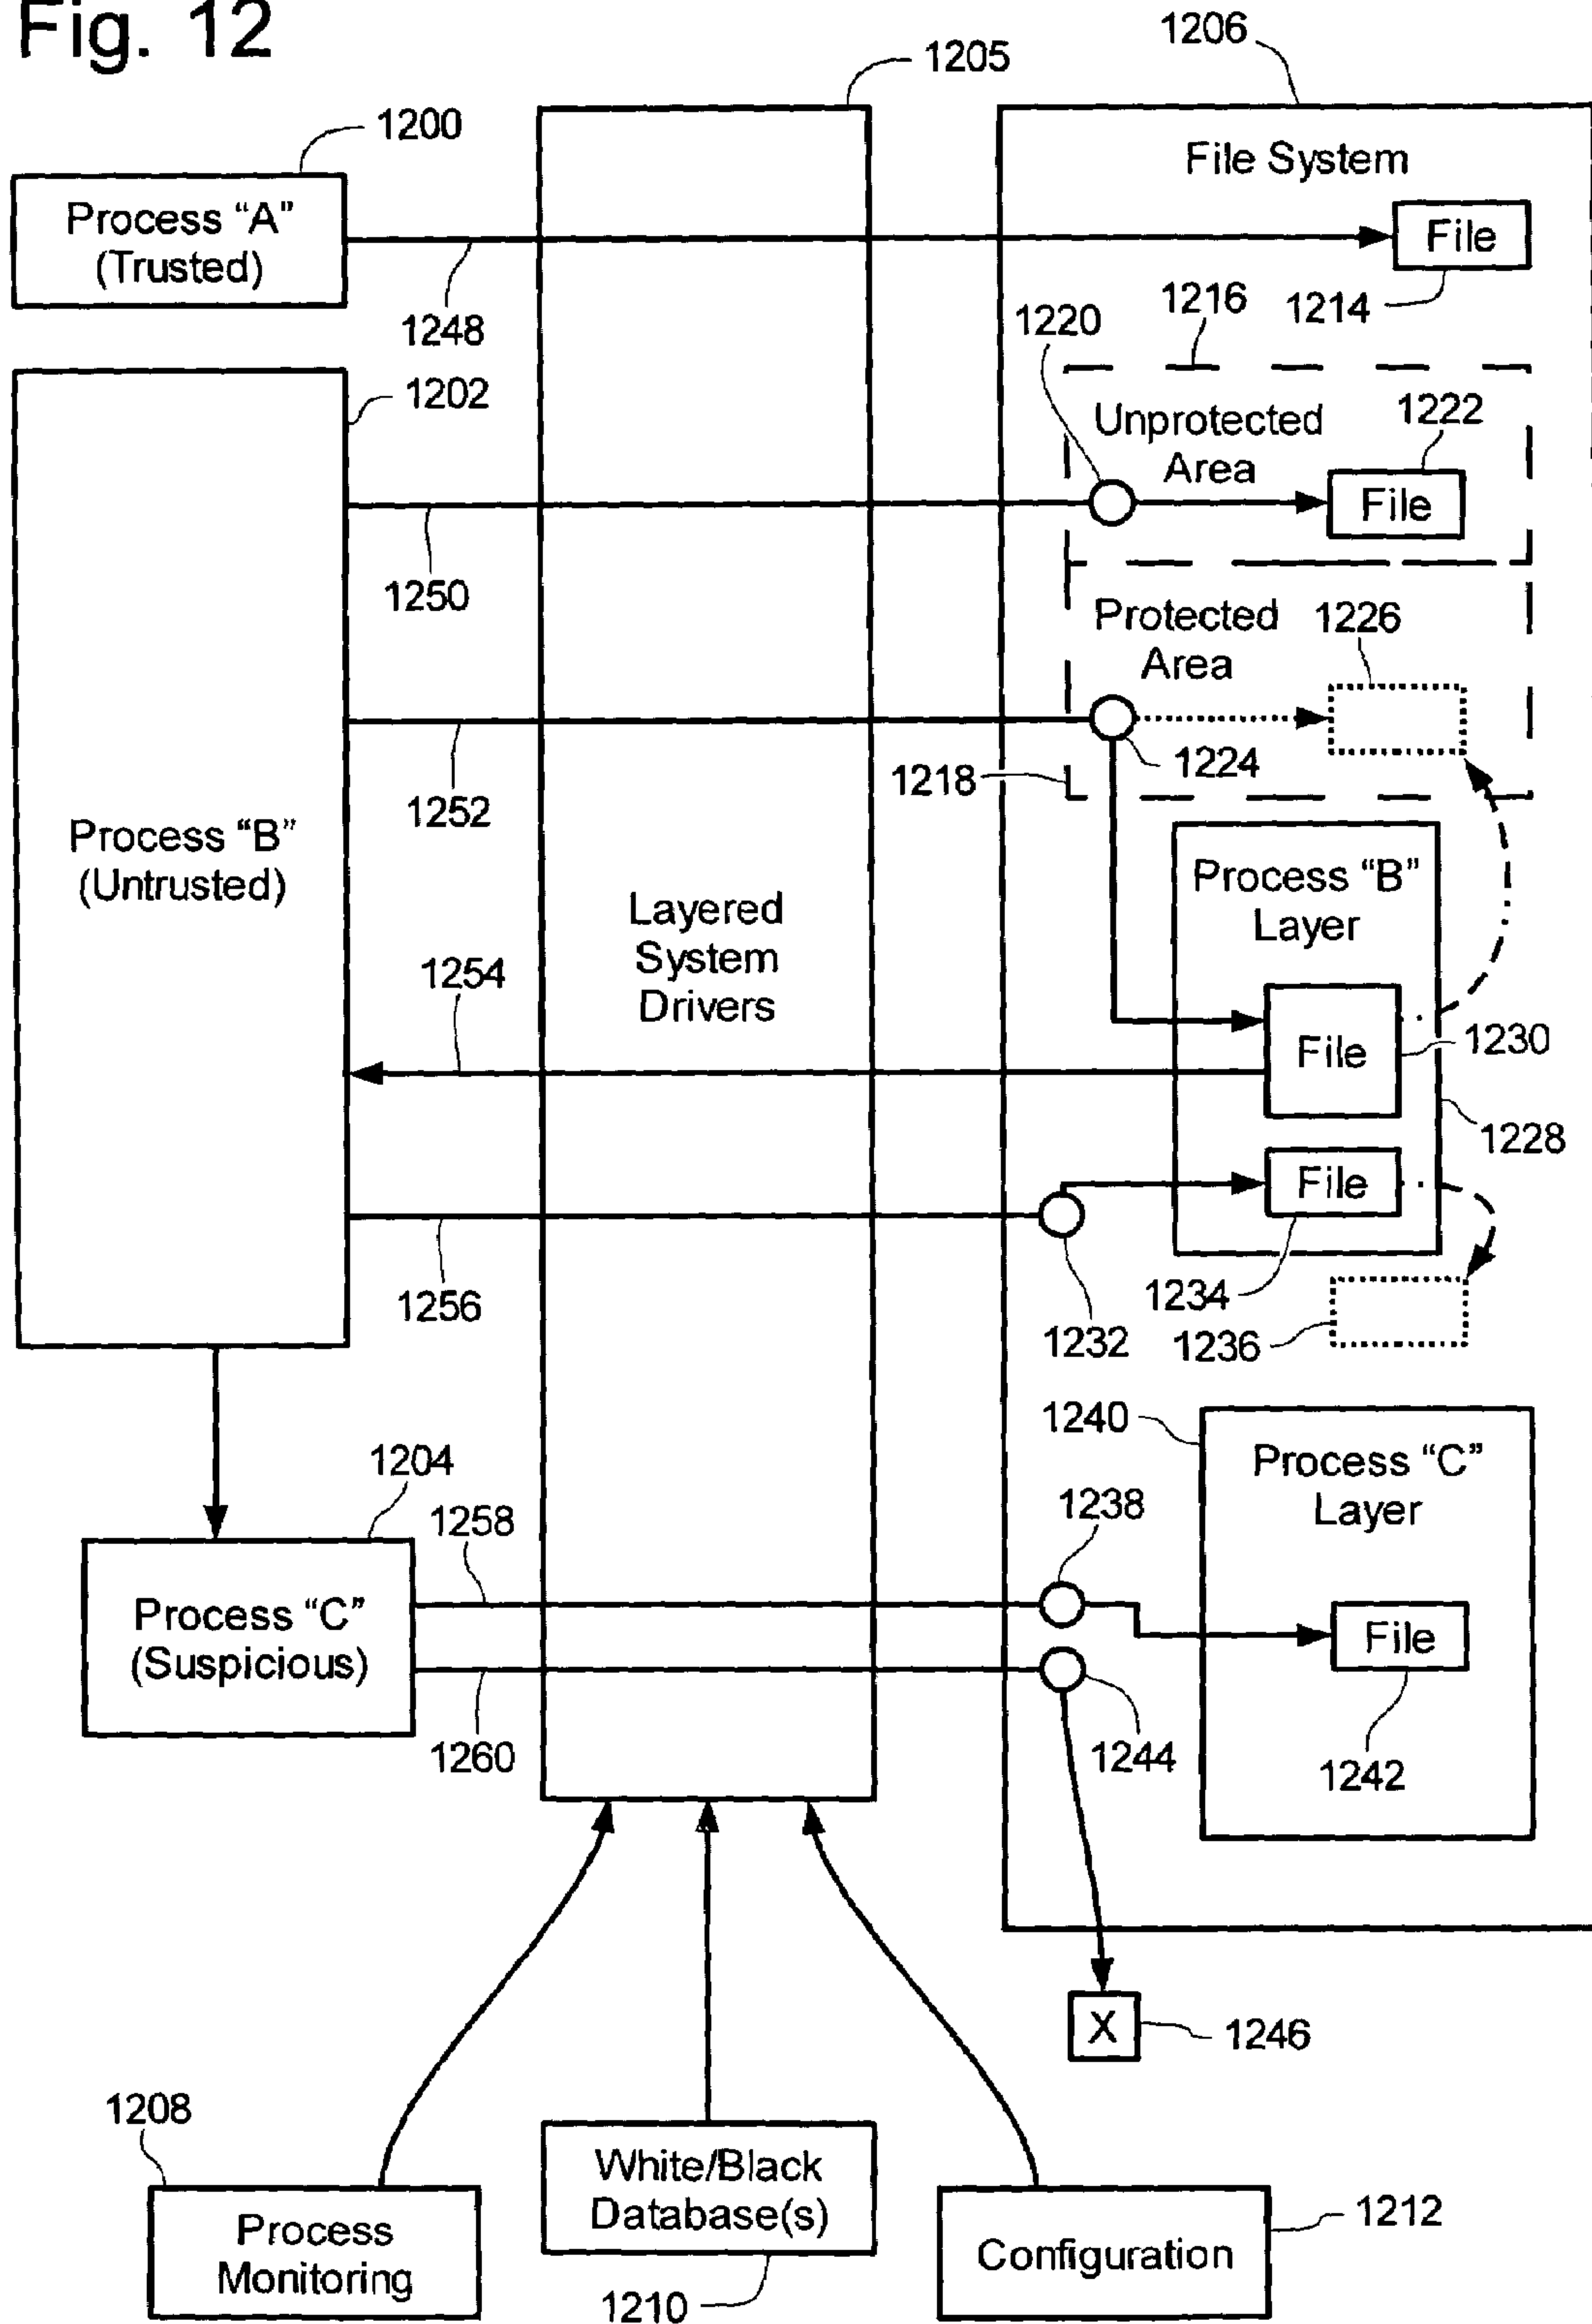 Fig. 12
1206
1205
1200
File System
Process “A”
(Trusted)
File
1248
1216
1214
1220
1202
1222
Unprotected
Area
File
1250
Protected
Area
1226
1224
1218
1252
Process “B”
(Untrusted)
Process “B”
Layer
Layered
System
Drivers
1254
File
1230
1228
File
1234
1256
1232
1236
1240
Process “C”
Layer
1204
1258
1238
Process “C”
(Suspicious)
File
1260
1244
1242
X
1246
1208
White/Black
Database(s)
1212
Process
Monitoring
Configuration
1210